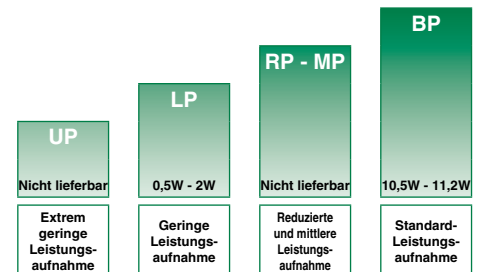 BP
RP - MP
LP
UP
Nicht lieferbar
0,5W - 2W
Nicht lieferbar
10,5W - 11,2W
Extrem
geringe
Leistungs-
aufnahme
Geringe
Leistungs-
aufnahme
Reduzierte
und mittlere
Leistungs-
aufnahme
Standard-
Leistungs-
aufnahme